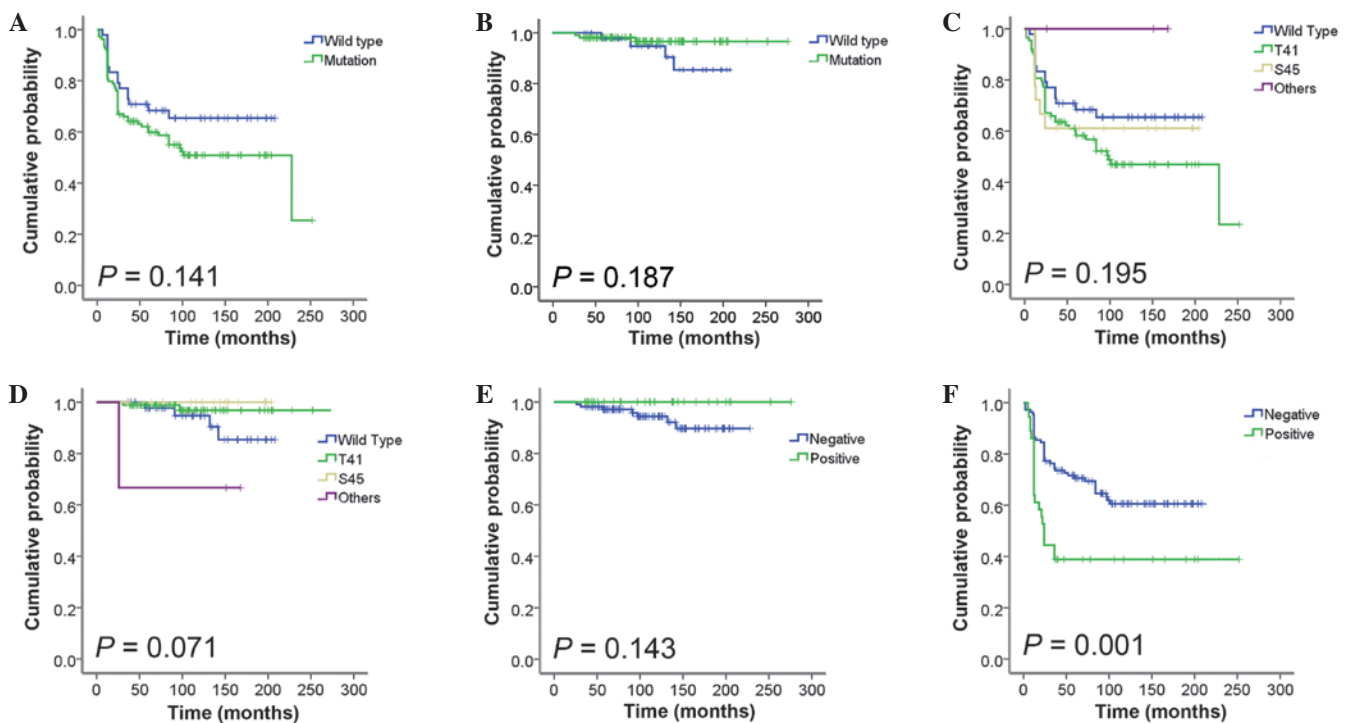 A
Cumulative probability
1.0
0.8
0.6
0.4
0.2
0.0
Wild type
Mutation
P = 0.141
0 50 100 150 200 250 300
Time (months)
B
Cumulative probability
1.0
0.8
0.6
0.4
0.2
0.0
Wild type
Mutation
P = 0.187
0 50 100 150 200 250 300
Time (months)
C
Cumulative probability
1.0
0.8
0.6
0.4
0.2
0.0
Wild Type
T41
S45
Others
P = 0.195
0 50 100 150 200 250 300
Time (months)
D
Cumulative probability
1.0
0.8
0.6
0.4
0.2
0.0
Wild Type
T41
S45
Others
P = 0.071
0 50 100 150 200 250 300
Time (months)
E
Cumulative probability
1.0
0.8
0.6
0.4
0.2
0.0
Negative
Positive
P = 0.143
0 50 100 150 200 250 300
Time (months)
F
Cumulative probability
1.0
0.8
0.6
0.4
0.2
0.0
Negative
Positive
P = 0.001
0 50 100 150 200 250 300
Time (months)